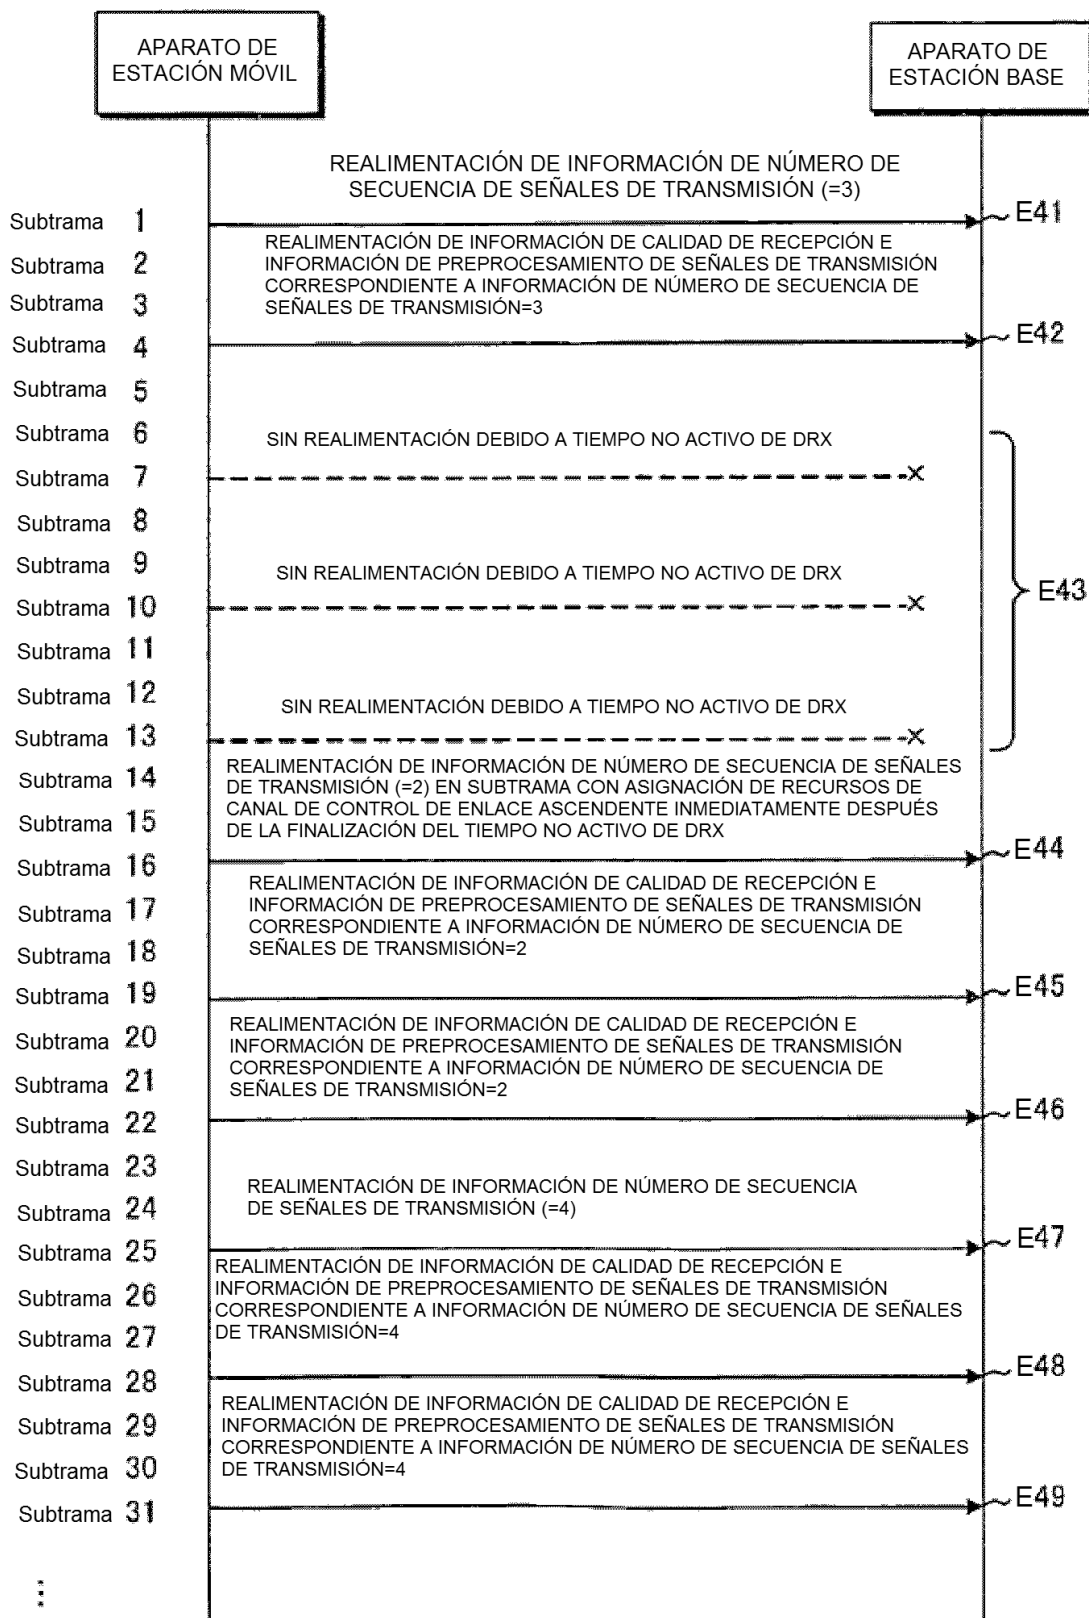 APARATO DE
ESTACIÓN MÓVIL
APARATO DE
ESTACIÓN BASE
REALIMENTACIÓN DE INFORMACIÓN DE NÚMERO DE
SECUENCIA DE SEÑALES DE TRANSMISIÓN (=3)
Subtrama 1
E41
REALIMENTACIÓN DE INFORMACIÓN DE CALIDAD DE RECEPCIÓN E
INFORMACIÓN DE PREPROCESAMIENTO DE SEÑALES DE TRANSMISIÓN
CORRESPONDIENTE A INFORMACIÓN DE NÚMERO DE SECUENCIA DE
SEÑALES DE TRANSMISIÓN=3
Subtrama 2
Subtrama 3
Subtrama 4
E42
Subtrama 5
Subtrama 6
SIN REALIMENTACIÓN DEBIDO A TIEMPO NO ACTIVO DE DRX
Subtrama 7
Subtrama 8
Subtrama 9
SIN REALIMENTACIÓN DEBIDO A TIEMPO NO ACTIVO DE DRX
E43
Subtrama 10
Subtrama 11
Subtrama 12
SIN REALIMENTACIÓN DEBIDO A TIEMPO NO ACTIVO DE DRX
Subtrama 13
REALIMENTACIÓN DE INFORMACIÓN DE NÚMERO DE SECUENCIA DE SEÑALES
DE TRANSMISIÓN (=2) EN SUBTRAMA CON ASIGNACIÓN DE RECURSOS DE
CANAL DE CONTROL DE ENLACE ASCENDENTE INMEDIATAMENTE DESPUÉS
DE LA FINALIZACIÓN DEL TIEMPO NO ACTIVO DE DRX
Subtrama 14
Subtrama 15
Subtrama 16
E44
REALIMENTACIÓN DE INFORMACIÓN DE CALIDAD DE RECEPCIÓN E
INFORMACIÓN DE PREPROCESAMIENTO DE SEÑALES DE TRANSMISIÓN
CORRESPONDIENTE A INFORMACIÓN DE NÚMERO DE SECUENCIA DE
SEÑALES DE TRANSMISIÓN=2
Subtrama 17
Subtrama 18
Subtrama 19
E45
REALIMENTACIÓN DE INFORMACIÓN DE CALIDAD DE RECEPCIÓN E
INFORMACIÓN DE PREPROCESAMIENTO DE SEÑALES DE TRANSMISIÓN
CORRESPONDIENTE A INFORMACIÓN DE NÚMERO DE SECUENCIA DE
SEÑALES DE TRANSMISIÓN=2
Subtrama 20
Subtrama 21
Subtrama 22
E46
Subtrama 23
REALIMENTACIÓN DE INFORMACIÓN DE NÚMERO DE SECUENCIA
DE SEÑALES DE TRANSMISIÓN (=4)
Subtrama 24
Subtrama 25
E47
REALIMENTACIÓN DE INFORMACIÓN DE CALIDAD DE RECEPCIÓN E
INFORMACIÓN DE PREPROCESAMIENTO DE SEÑALES DE TRANSMISIÓN
CORRESPONDIENTE A INFORMACIÓN DE NÚMERO DE SECUENCIA DE SEÑALES
DE TRANSMISIÓN=4
Subtrama 26
Subtrama 27
Subtrama 28
E48
REALIMENTACIÓN DE INFORMACIÓN DE CALIDAD DE RECEPCIÓN E
INFORMACIÓN DE PREPROCESAMIENTO DE SEÑALES DE TRANSMISIÓN
CORRESPONDIENTE A INFORMACIÓN DE NÚMERO DE SECUENCIA DE SEÑALES
DE TRANSMISIÓN=4
Subtrama 29
Subtrama 30
Subtrama 31
E49